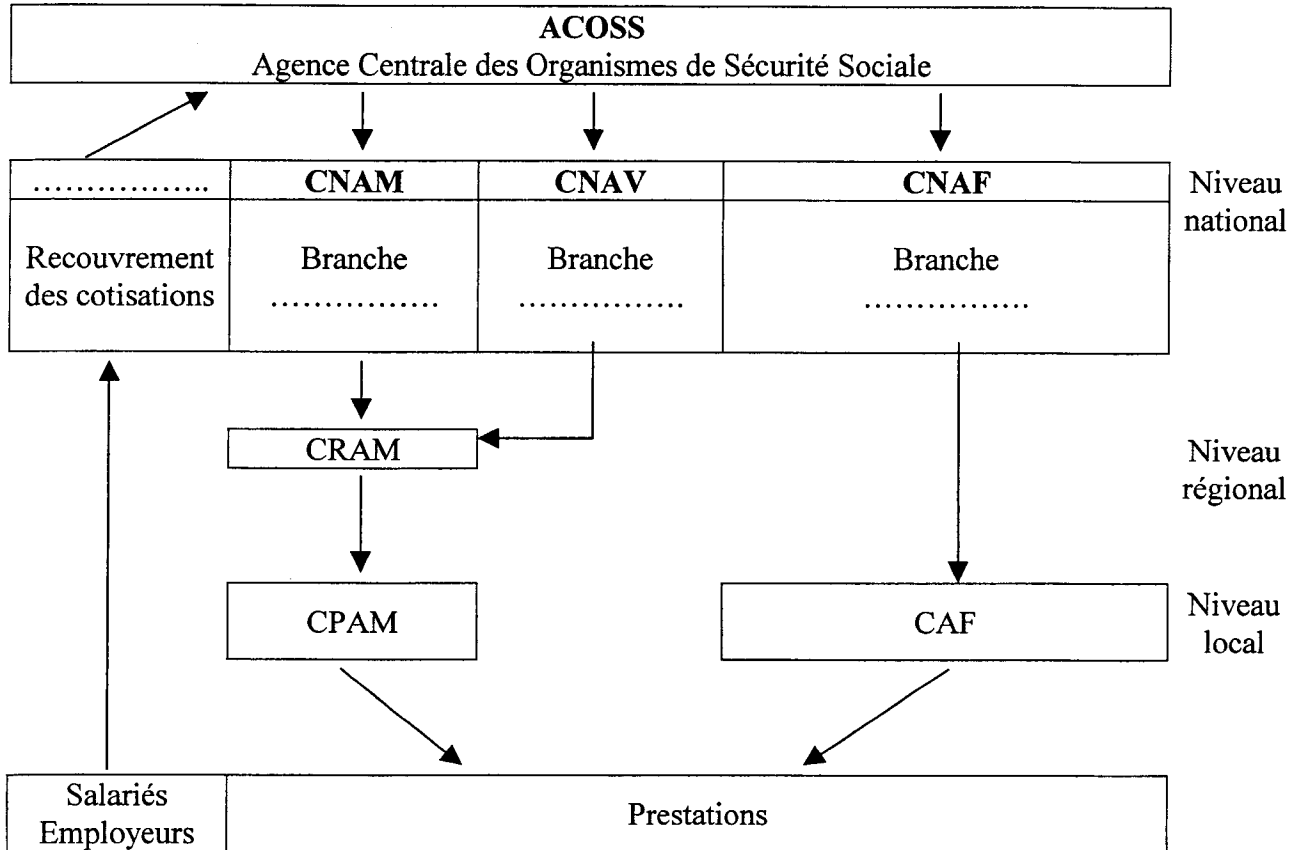 ACOSS
Agence Centrale des Organismes de Sécurité Sociale
……………..
CNAM
CNAV
CNAF
Niveau
national
Recouvrement
des cotisations
Branche
…………….
Branche
…………….
Branche
…………….
CRAM
Niveau
régional
CPAM
CAF
Niveau
local
Salariés
Employeurs
Prestations